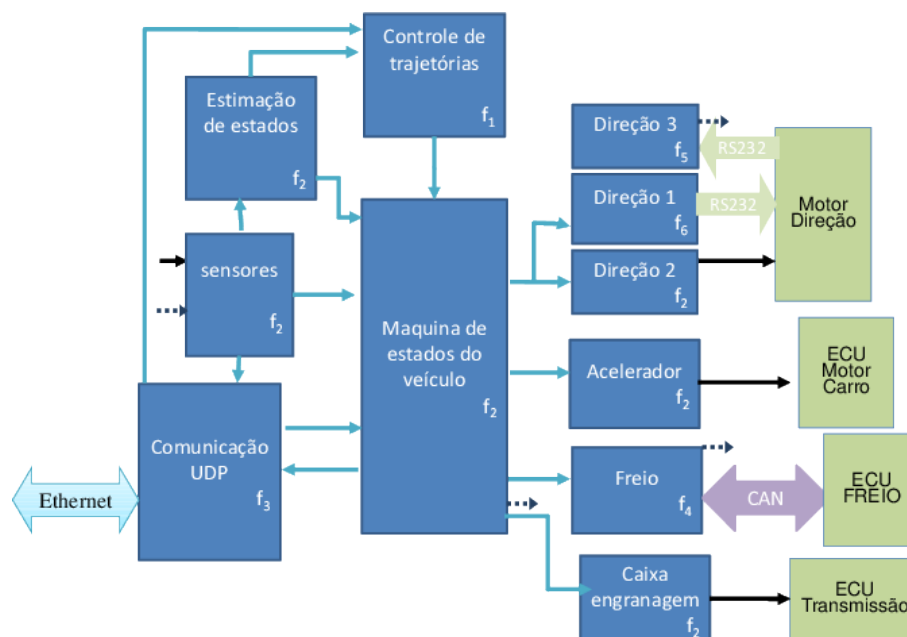 Controle de
trajetórias
f1
Estimação
de estados
f2
Direção 3
f5
RS232
Direção 1
f6
RS232
Motor
Direção
sensores
f2
Direção 2
f2
Maquina de
estados do
veículo
f2
Acelerador
f2
ECU
Motor
Carro
Comunicação
UDP
f3
Ethernet
Freio
f4
CAN
ECU
FREIO
Caixa
engranagem
f2
ECU
Transmissão